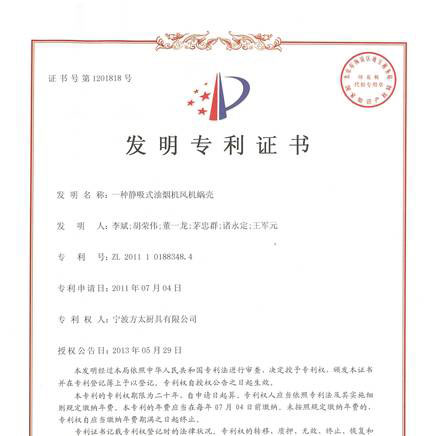 证书号第1201818号
发明专利证书
发明名称:一种静吸式油烟机风机蜗壳
发明人:李斌;胡荣伟;董一龙;茅忠群;诸永定;王军元
专利号:ZL 2011 1 0188348.4
专利申请日:2011年07月04日
专利权人:宁波方太厨具有限公司
授权公告日:2013年05月29日
本发明经过本局依照中华人民共和国专利法进行审查,决定授予专利权,颁发本证书
并在专利登记簿上予以登记。专利权自授权公告之日起生效。
本专利的专利权期限为二十年,自申请日起算。专利权人应当依照专利法及其实施细
则规定缴纳年费。本专利的年费应当在每年07月04日前缴纳。未按照规定缴纳年费的,
专利权自应当缴纳年费期满之日起终止。
专利证书记载专利权登记时的法律状况。专利权的转移、质押、无效、终止、恢复